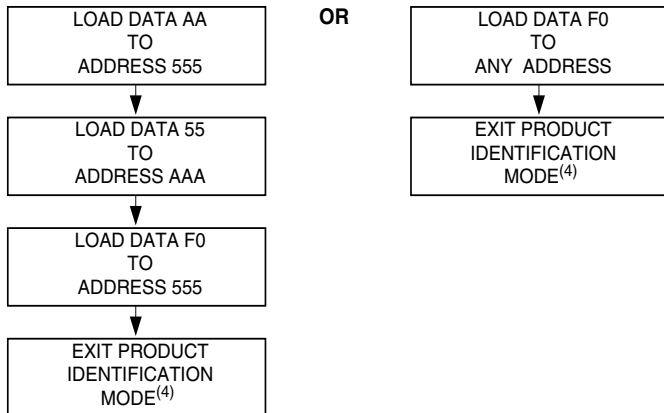 LOAD DATA AA
TO
ADDRESS 555
LOAD DATA 55
TO
ADDRESS AAA
LOAD DATA F0
TO
ADDRESS 555
EXIT PRODUCT
IDENTIFICATION
MODE(4)
OR
LOAD DATA F0
TO
ANY ADDRESS
EXIT PRODUCT
IDENTIFICATION
MODE(4)